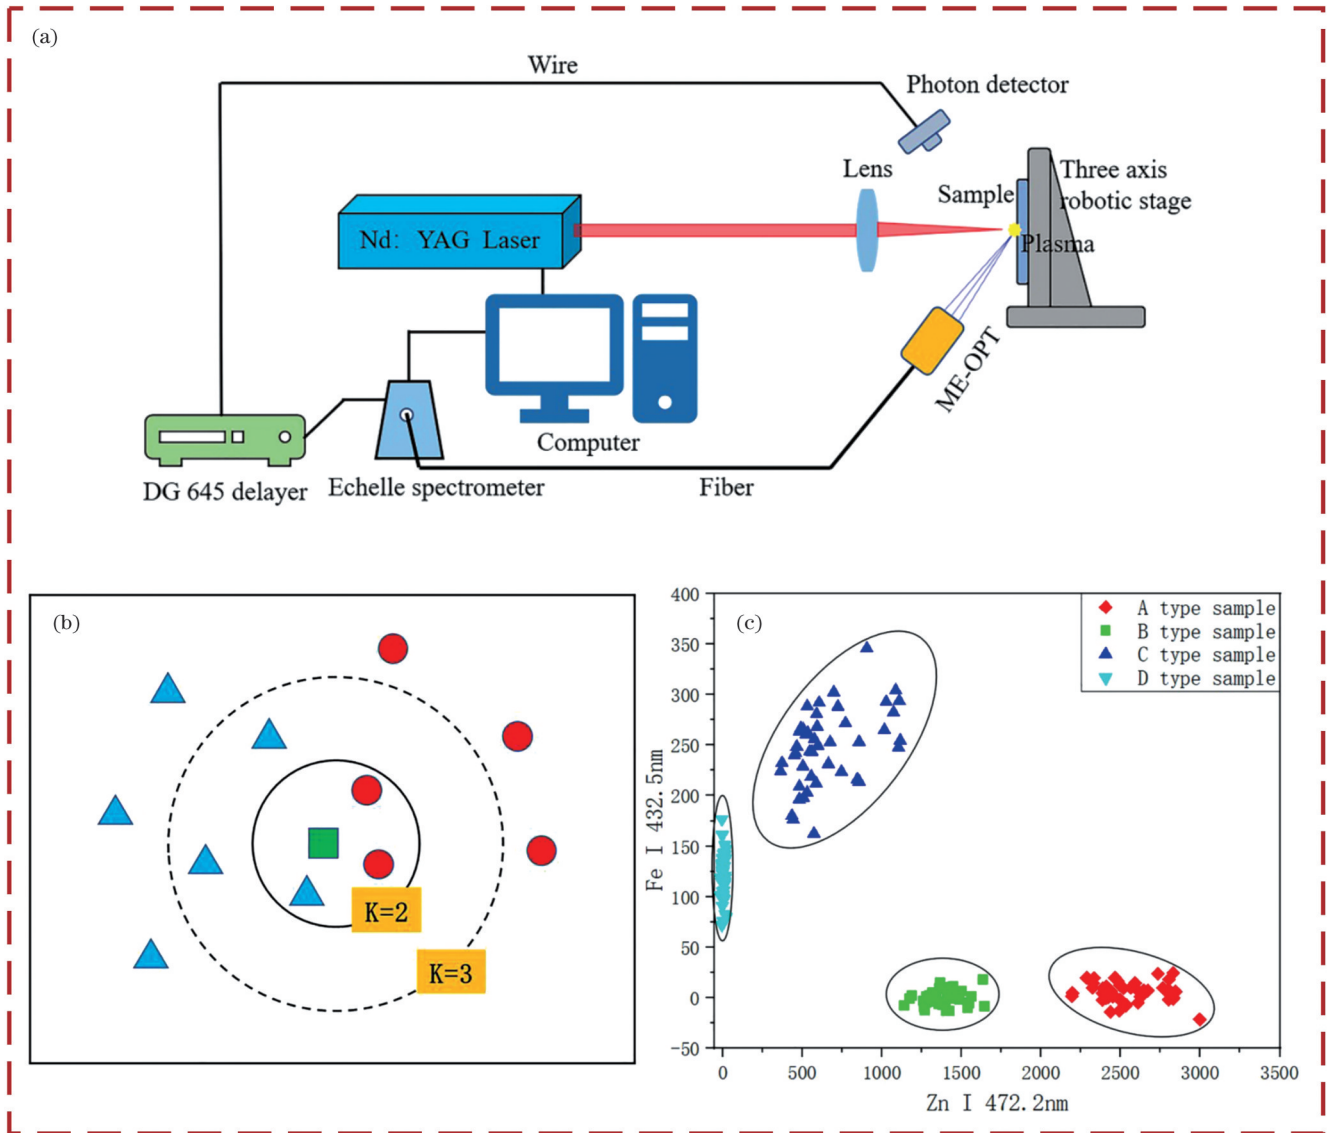 (a)
Wire
Photon detector
Lens
Three axis
Sample
robotic stage
Nd: YAG Laser
Plasma
ME-OPT
Computer
DG 645 delayer
Echelle spectrometer
Fiber
(b)
K=2
K=3
(c)
A type sample
B type sample
C type sample
D type sample
400
350
300
250
200
150
100
50
0
-50
Fe I 432.5nm
0 500 1000 1500 2000 2500 3000 3500
Zn I 472.2nm